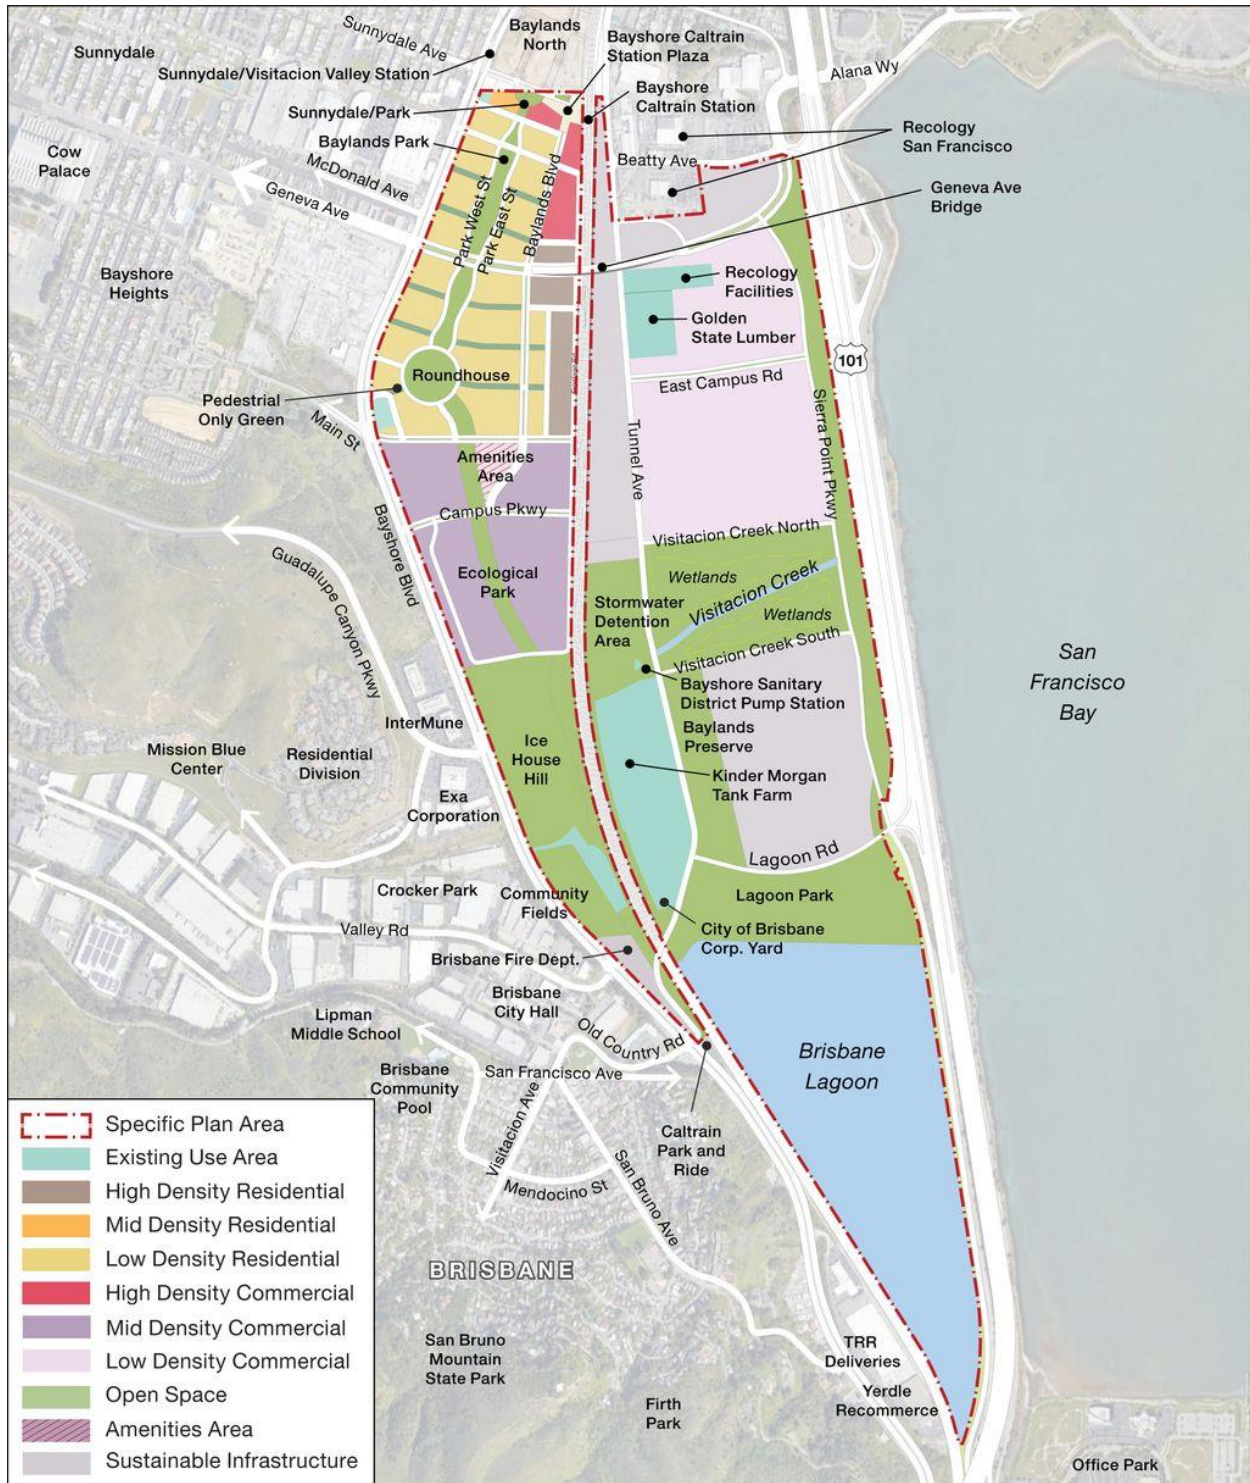 Sunnydale
Sunnydale Ave
Baylands
North
Bayshore Caltrain
Station Plaza
Sunnydale/Visitacion Valley Station
Alana Wy
Bayshore
Caltrain Station
Sunnydale/Park
Recology
San Francisco
Baylands Park
Cow
Palace
McDonald Ave
Beatty Ave
Geneva Ave
Geneva Ave
Bridge
Park West St
Park East St
Baylands Blvd
Bayshore
Heights
Recology
Facilities
Golden
State Lumber
101
Roundhouse
East Campus Rd
Pedestrial
Only Green
Main St
Sierra Point Pkwy
Tunnel Ave
Amenities
Area
Campus Pkwy
Bayshore Blvd
Visitacion Creek North
Guadalupe Canyon Pkwy
Ecological
Park
Wetlands
Visitacion Creek
Stormwater
Detention
Area
Wetlands
Visitacion Creek South
San
Francisco
Bay
Bayshore Sanitary
District Pump Station
InterMune
Baylands
Preserve
Mission Blue
Center
Residential
Division
Ice
House
Hill
Kinder Morgan
Tank Farm
Exa
Corporation
Lagoon Rd
Crocker Park
Community
Fields
Lagoon Park
Valley Rd
City of Brisbane
Corp. Yard
Brisbane Fire Dept.
Brisbane
City Hall
Lipman
Middle School
Old Country Rd
Brisbane
Lagoon
Brisbane
Community
Pool
San Francisco Ave
Visitacion Ave
Caltrain
Park and
Ride
San Bruno Ave
Mendocino St
BRISBANE
San Bruno
Mountain
State Park
TRR
Deliveries
Yerdle
Recommerce
Firth
Park
Office Park
Specific Plan Area
Existing Use Area
High Density Residential
Mid Density Residential
Low Density Residential
High Density Commercial
Mid Density Commercial
Low Density Commercial
Open Space
Amenities Area
Sustainable Infrastructure